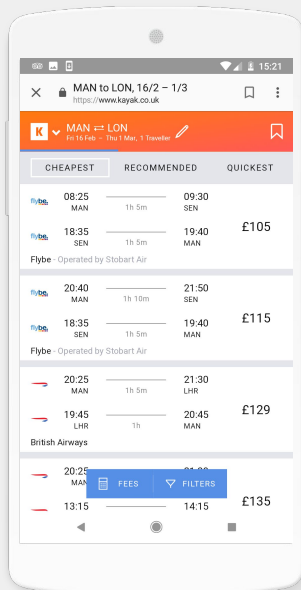 15:21
MAN to LON, 16/2 – 1/3
https://www.kayak.co.uk
K MAN ⇌ LON
Fri 16 Feb - Thu 1 Mar, 1 Traveller
CHEAPEST RECOMMENDED QUICKEST
flybe. 08:25 09:30
MAN 1h 5m SEN
£105
flybe. 18:35 19:40
SEN 1h 5m MAN
Flybe - Operated by Stobart Air
20:40 21:50
MAN 1h 10m SEN
£115
flybe. 18:35 19:40
SEN 1h 5m MAN
Flybe - Operated by Stobart Air
20:25 21:30
MAN 1h 5m LHR
£129
19:45 20:45
LHR 1h MAN
British Airways
20:25
MAN
FEES FILTERS
£135
13:15 14:15